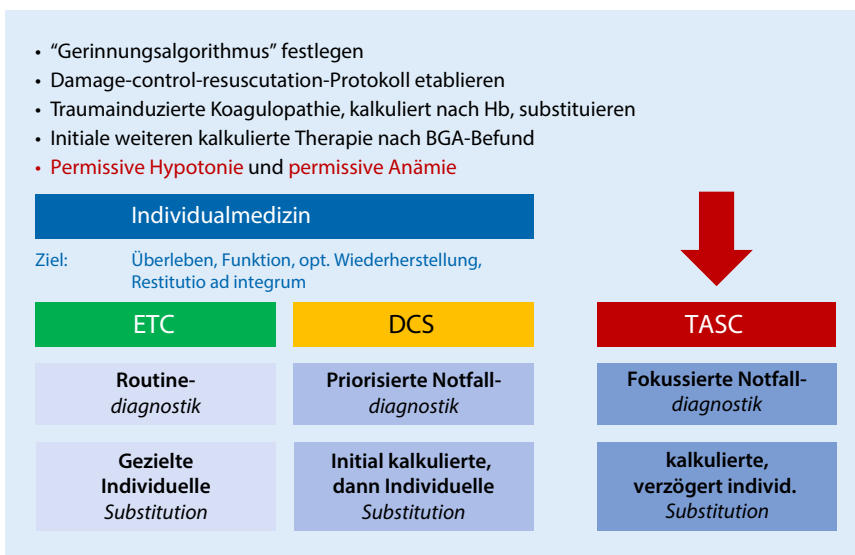 • “Gerinnungsalgorithmus” festlegen
• Damage-control-resuscutation-Protokoll etablieren
• Traumainduzierte Koagulopathie, kalkuliert nach Hb, substituieren
• Initiale weiteren kalkulierte Therapie nach BGA-Befund
• Permissive Hypotonie und permissive Anämie
Individualmedizin
Ziel: Überleben, Funktion, opt. Wiederherstellung,
Restitutio ad integrum
ETC
DCS
TASC
Routine-
diagnostik
Priorisierte Notfall-
diagnostik
Fokussierte Notfall-
diagnostik
Gezielte
Individuelle
Substitution
Initial kalkulierte,
dann Individuelle
Substitution
kalkulierte,
verzögert individ.
Substitution